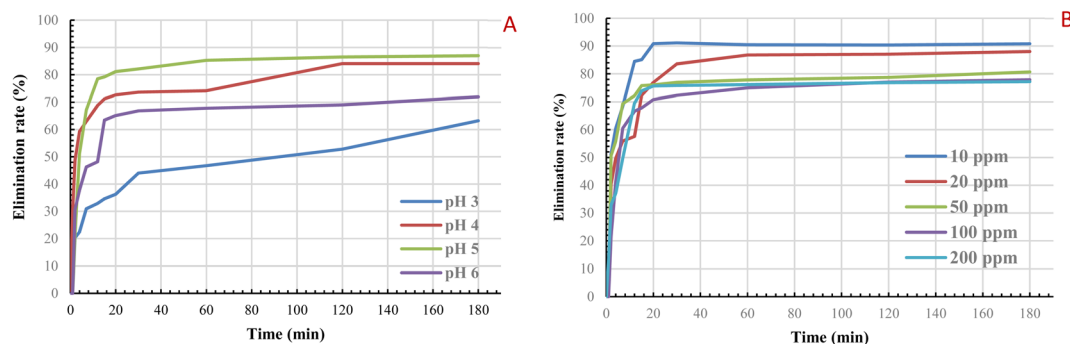 A
100
90
80
70
60
50
40
30
20
10
0
Elimination rate (%)
pH 3
pH 4
pH 5
pH 6
0 20 40 60 80 100 120 140 160 180
Time (min)
B
100
90
80
70
60
50
40
30
20
10
0
Elimination rate (%)
10 ppm
20 ppm
50 ppm
100 ppm
200 ppm
0 20 40 60 80 100 120 140 160 180
Time (min)